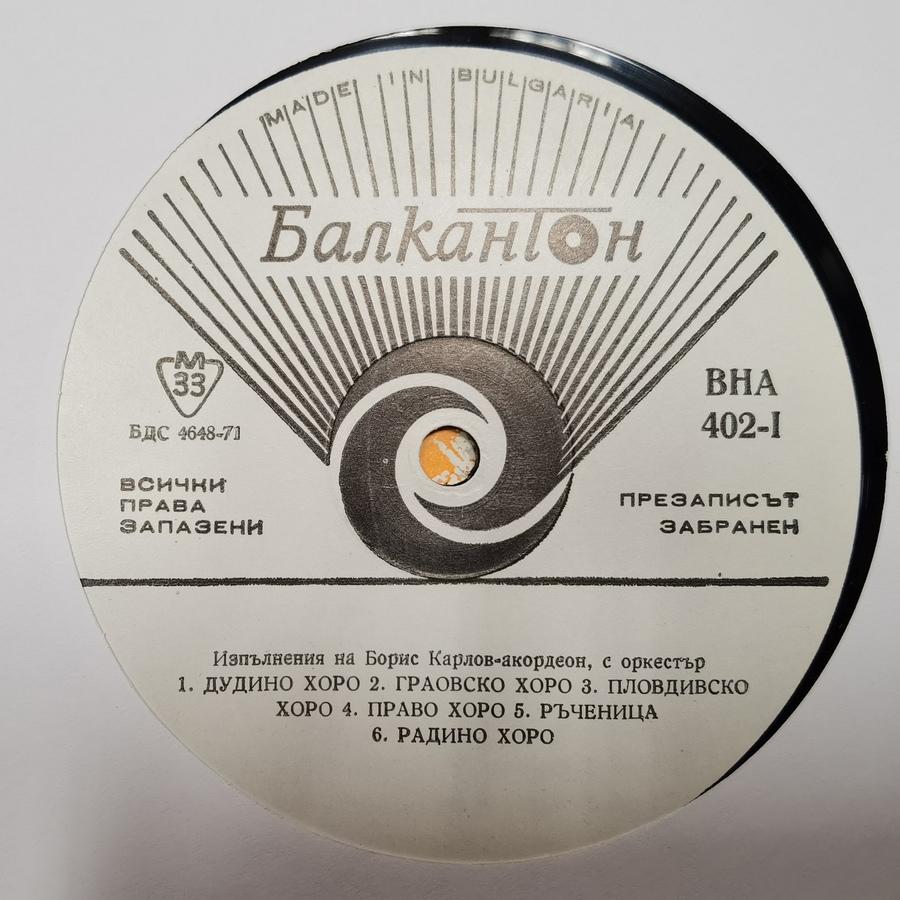 MADE IN BULGARIA
Балкантон
М
33
БДС 4648-71
ВНА
402-I
ВСИЧКИ
ПРАВА
ЗАПАЗЕНИ
ПРЕЗАПИСЪТ
ЗАБРАНЕН
Изпълнения на Борис Карлов-акордеон, с оркестър
1. ДУДИНО ХОРО 2. ГРАОВСКО ХОРО 3. ПЛОВДИВСКО
ХОРО 4. ПРАВО ХОРО 5. РЪЧЕНИЦА
6. РАДИНО ХОРО